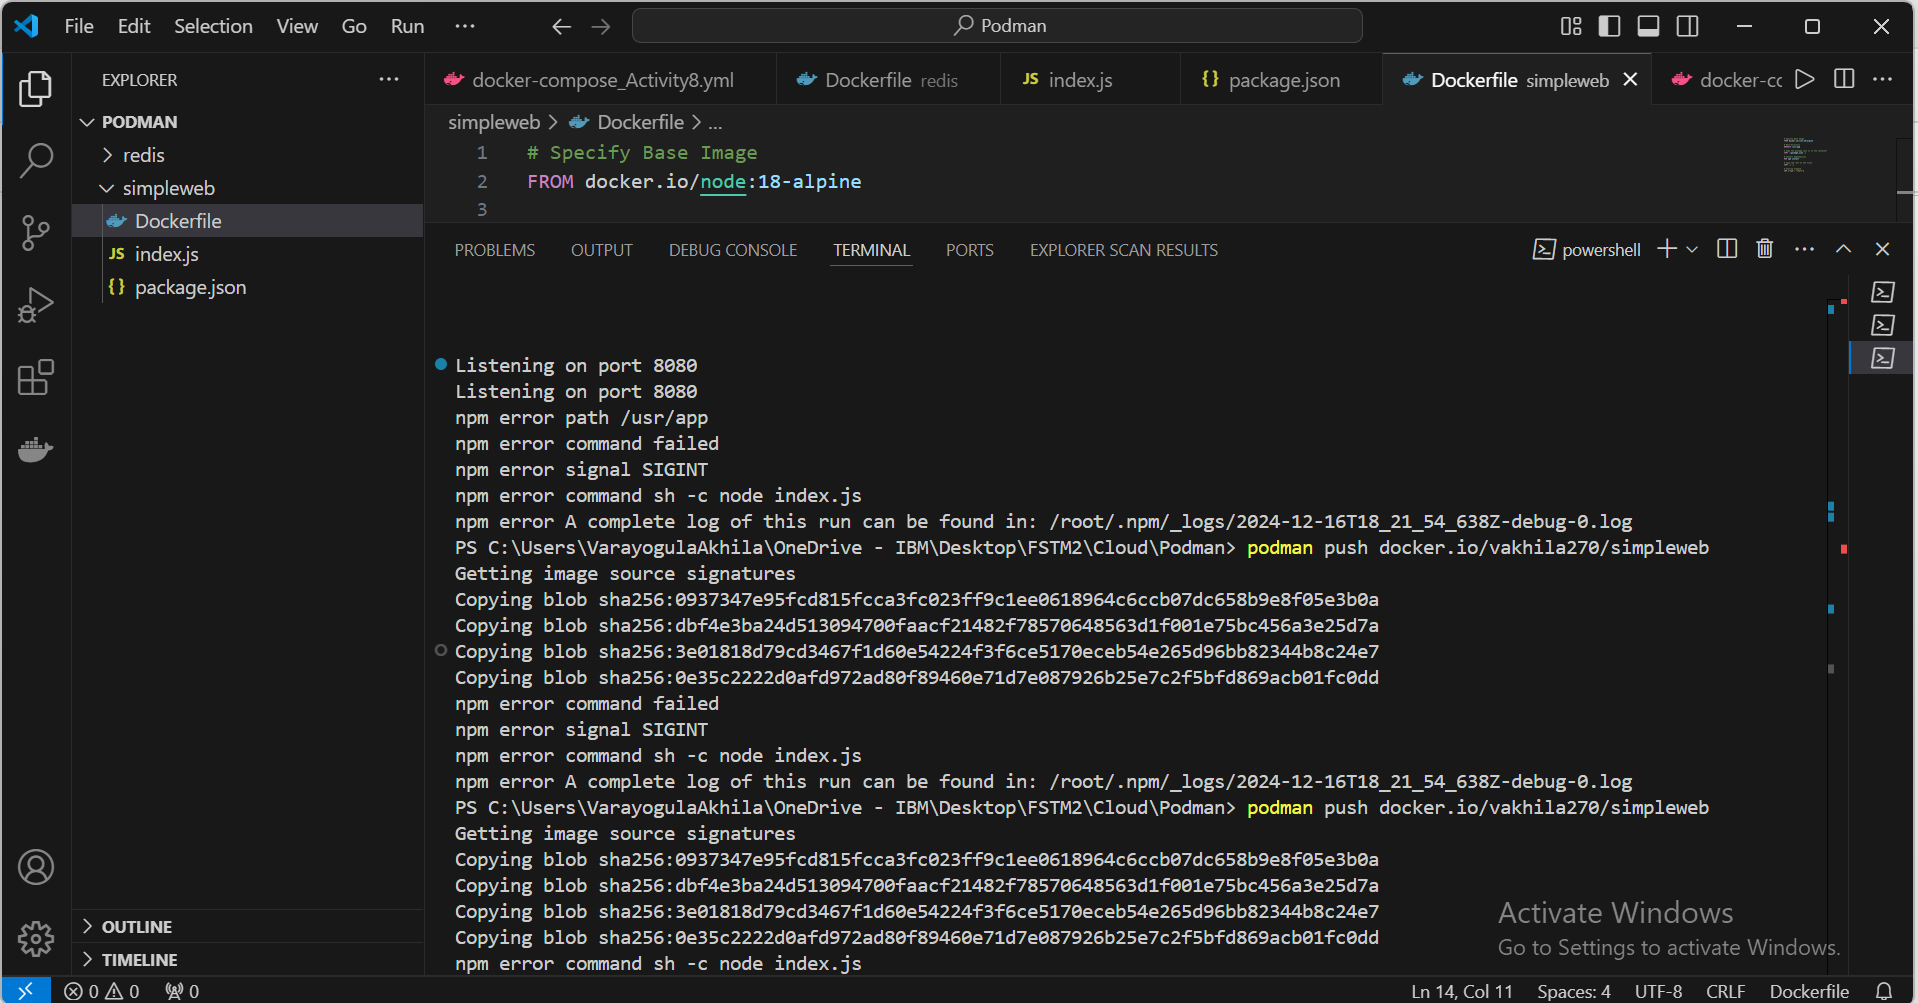 File Edit Selection View Go Run ... Podman
EXPLORER ...
PODMAN
redis
simpleweb
Dockerfile
JS index.js
{} package.json
OUTLINE
TIMELINE
docker-compose_Activity8.yml Dockerfile redis JS index.js {} package.json Dockerfile simpleweb docker-cc ...
simpleweb > Dockerfile > ...
1 # Specify Base Image
2 FROM docker.io/node:18-alpine
3
PROBLEMS OUTPUT DEBUG CONSOLE TERMINAL PORTS EXPLORER SCAN RESULTS powershell ...
Listening on port 8080
Listening on port 8080
npm error path /usr/app
npm error command failed
npm error signal SIGINT
npm error command sh -c node index.js
npm error A complete log of this run can be found in: /root/.npm/_logs/2024-12-16T18_21_54_638Z-debug-0.log
PS C:\Users\VarayogulaAkhila\OneDrive - IBM\Desktop\FSTM2\Cloud\Podman> podman push docker.io/vakhila270/simpleweb
Getting image source signatures
Copying blob sha256:0937347e95fcd815fcca3fc023ff9c1ee0618964c6ccb07dc658b9e8f05e3b0a
Copying blob sha256:dbf4e3ba24d513094700faacf21482f78570648563d1f001e75bc456a3e25d7a
Copying blob sha256:3e01818d79cd3467f1d60e54224f3f6ce5170eceb54e265d96bb82344b8c24e7
Copying blob sha256:0e35c2222d0afd972ad80f89460e71d7e087926b25e7c2f5bfd869acb01fc0dd
npm error command failed
npm error signal SIGINT
npm error command sh -c node index.js
npm error A complete log of this run can be found in: /root/.npm/_logs/2024-12-16T18_21_54_638Z-debug-0.log
PS C:\Users\VarayogulaAkhila\OneDrive - IBM\Desktop\FSTM2\Cloud\Podman> podman push docker.io/vakhila270/simpleweb
Getting image source signatures
Copying blob sha256:0937347e95fcd815fcca3fc023ff9c1ee0618964c6ccb07dc658b9e8f05e3b0a
Copying blob sha256:dbf4e3ba24d513094700faacf21482f78570648563d1f001e75bc456a3e25d7a
Copying blob sha256:3e01818d79cd3467f1d60e54224f3f6ce5170eceb54e265d96bb82344b8c24e7
Copying blob sha256:0e35c2222d0afd972ad80f89460e71d7e087926b25e7c2f5bfd869acb01fc0dd
npm error command sh -c node index.js
Activate Windows
Go to Settings to activate Windows.
0 0 0 Ln 14, Col 11 Spaces: 4 UTF-8 CRLF Dockerfile